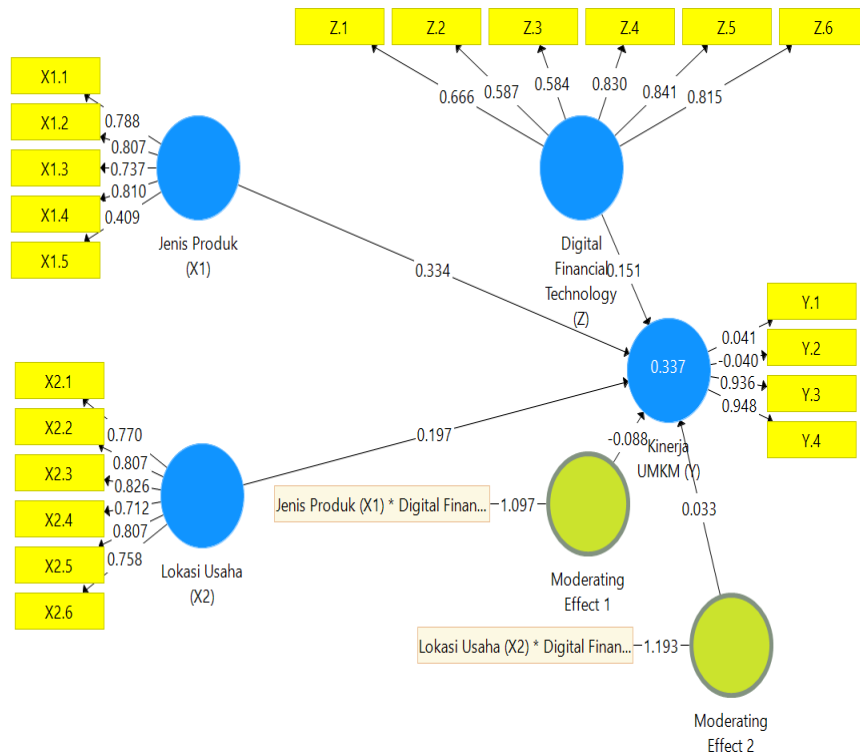 Z.1
Z.2
Z.3
Z.4
Z.5
Z.6
0.666
0.587
0.584
0.830
0.841
0.815
Digital
Financial
Technology
(Z)
0.151
X1.1
X1.2
X1.3
X1.4
X1.5
0.788
0.807
0.737
0.810
0.409
Jenis Produk
(X1)
0.334
X2.1
X2.2
X2.3
X2.4
X2.5
X2.6
0.770
0.807
0.826
0.712
0.807
0.758
Lokasi Usaha
(X2)
0.197
0.337
Kinerja
UMKM (Y)
Y.1
Y.2
Y.3
Y.4
0.041
-0.040
0.936
0.948
-0.088
Jenis Produk (X1) * Digital Finan...
1.097
Moderating
Effect 1
0.033
Lokasi Usaha (X2) * Digital Finan...
1.193
Moderating
Effect 2